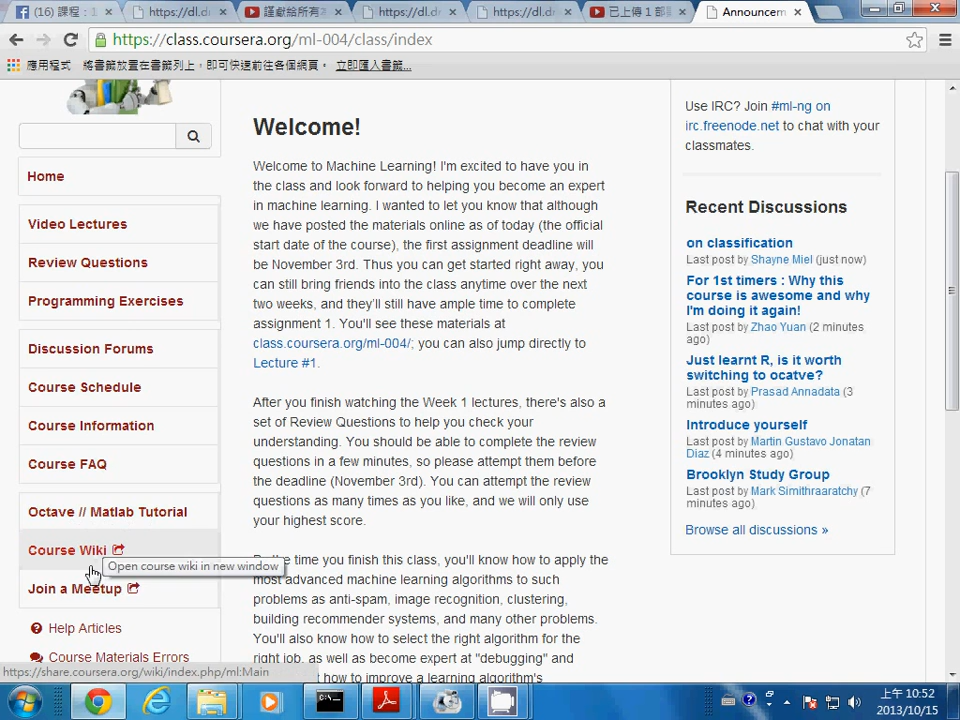 (16) 課程：1
https://dl.dr
謹獻給所有
https://dl.dr
https://dl.dr
已上傳 1 部
Announcem
https://class.coursera.org/ml-004/class/index
應用程式 將書籤放置在書籤列上，即可快速前往各個網頁。 立即匯入書籤...
Home
Video Lectures
Review Questions
Programming Exercises
Discussion Forums
Course Schedule
Course Information
Course FAQ
Octave // Matlab Tutorial
Course Wiki
Open course wiki in new window
Join a Meetup
Help Articles
Course Materials Errors
https://share.coursera.org/wiki/index.php/ml:Main
Welcome!
Welcome to Machine Learning! I'm excited to have you in
the class and look forward to helping you become an expert
in machine learning. I wanted to let you know that although
we have posted the materials online as of today (the official
start date of the course), the first assignment deadline will
be November 3rd. Thus you can get started right away, you
can still bring friends into the class anytime over the next
two weeks, and they'll still have ample time to complete
assignment 1. You'll see these materials at
class.coursera.org/ml-004/; you can also jump directly to
Lecture #1.
After you finish watching the Week 1 lectures, there's also a
set of Review Questions to help you check your
understanding. You should be able to complete the review
questions in a few minutes, so please attempt them before
the deadline (November 3rd). You can attempt the review
questions as many times as you like, and we will only use
your highest score.
By the time you finish this class, you'll know how to apply the
most advanced machine learning algorithms to such
problems as anti-spam, image recognition, clustering,
building recommender systems, and many other problems.
You'll also know how to select the right algorithm for the
right job, as well as become expert at "debugging" and
how to improve a learning algorithm's
Use IRC? Join #ml-ng on
irc.freenode.net to chat with your
classmates.
Recent Discussions
on classification
Last post by Shayne Miel (just now)
For 1st timers : Why this
course is awesome and why
I'm doing it again!
Last post by Zhao Yuan (2 minutes
ago)
Just learnt R, is it worth
switching to ocatve?
Last post by Prasad Annadata (3
minutes ago)
Introduce yourself
Last post by Martin Gustavo Jonatan
Diaz (4 minutes ago)
Brooklyn Study Group
Last post by Mark Simithraaratchy (7
minutes ago)
Browse all discussions »
上午 10:52
2013/10/15